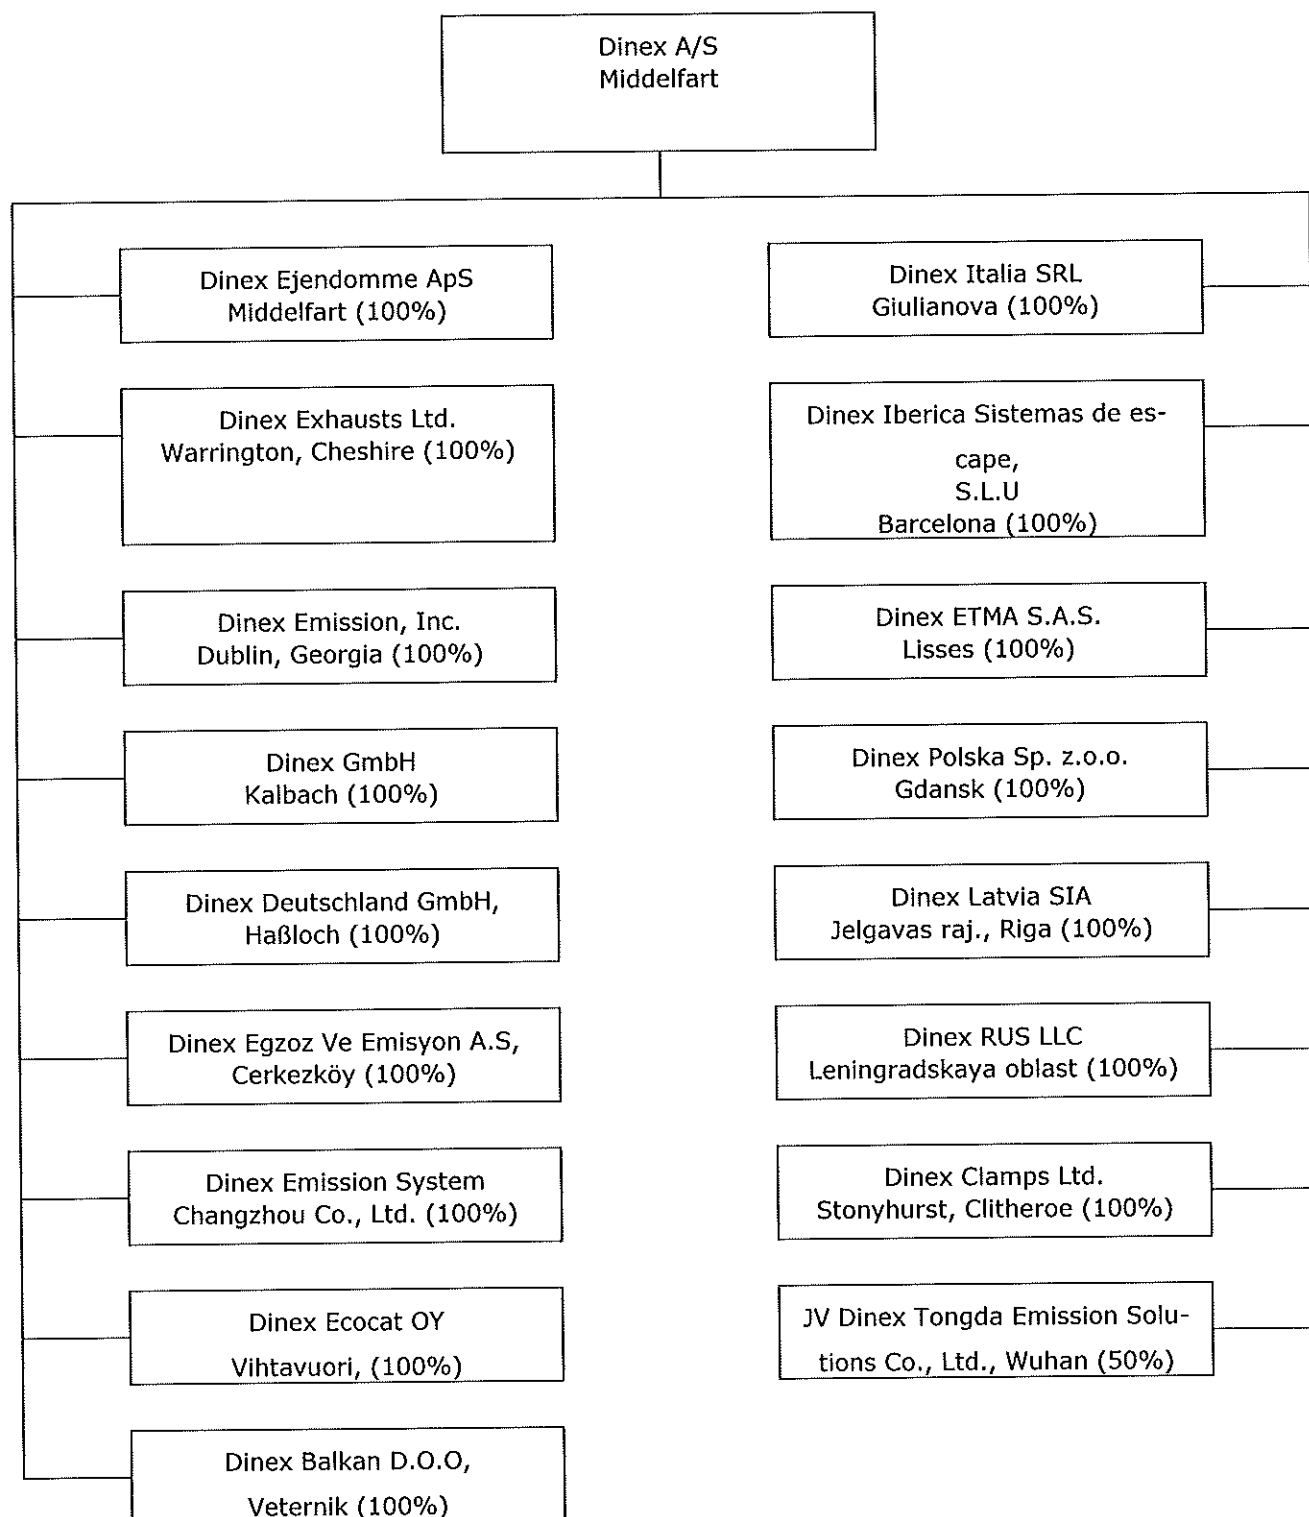 Dinex A/S
Middelfart
Dinex Ejendomme ApS
Middelfart (100%)
Dinex Exhausts Ltd.
Warrington, Cheshire (100%)
Dinex Emission, Inc.
Dublin, Georgia (100%)
Dinex GmbH
Kalbach (100%)
Dinex Deutschland GmbH,
Haßloch (100%)
Dinex Egzoz Ve Emisyon A.S,
Cerkezköy (100%)
Dinex Emission System
Changzhou Co., Ltd. (100%)
Dinex Ecocat OY
Vihtavuori, (100%)
Dinex Balkan D.O.O,
Veternik (100%)
Dinex Italia SRL
Giulianova (100%)
Dinex Iberica Sistemas de es-
cape,
S.L.U
Barcelona (100%)
Dinex ETMA S.A.S.
Lisses (100%)
Dinex Polska Sp. z.o.o.
Gdansk (100%)
Dinex Latvia SIA
Jelgavas raj., Riga (100%)
Dinex RUS LLC
Leningradskaya oblast (100%)
Dinex Clamps Ltd.
Stonyhurst, Clitheroe (100%)
JV Dinex Tongda Emission Solu-
tions Co., Ltd., Wuhan (50%)